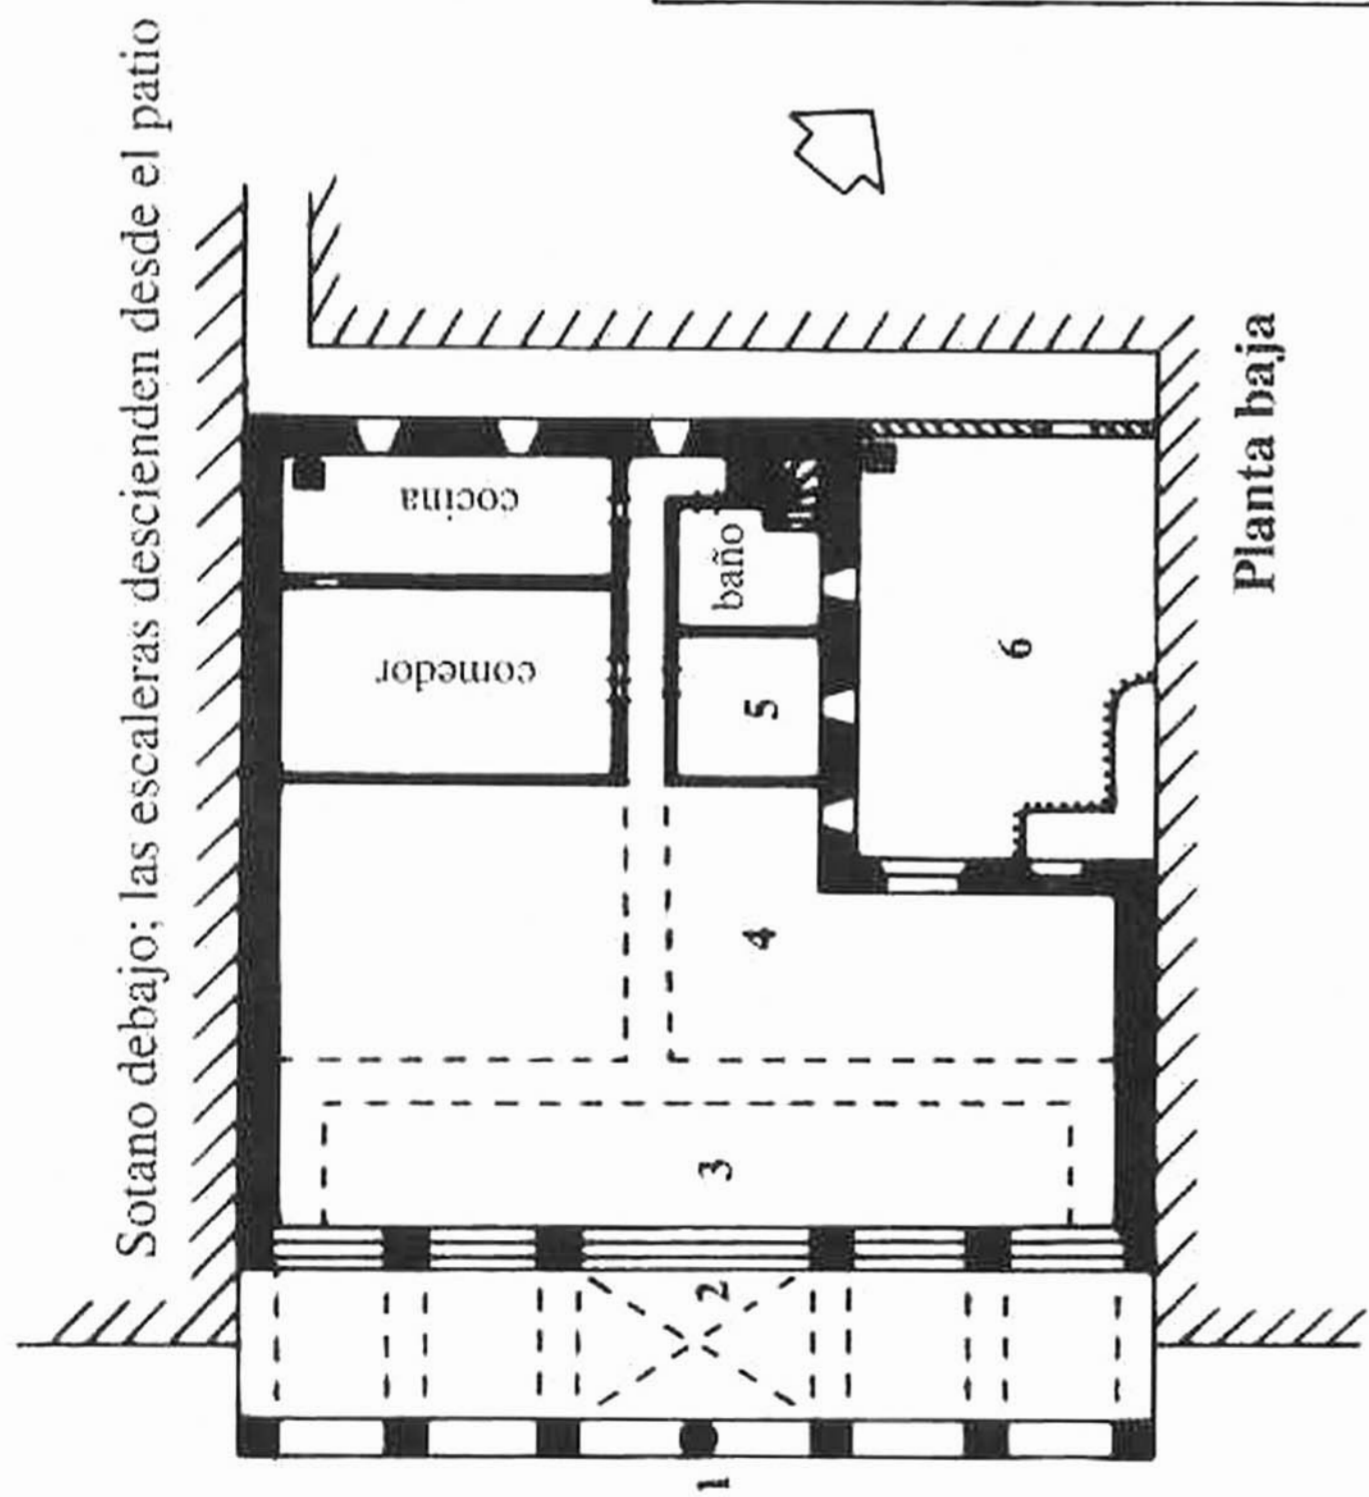 Sotano debajo; las escaleras descienden desde el patio
cocina
comedor
baño
5
6
4
3
2
1
Planta baja